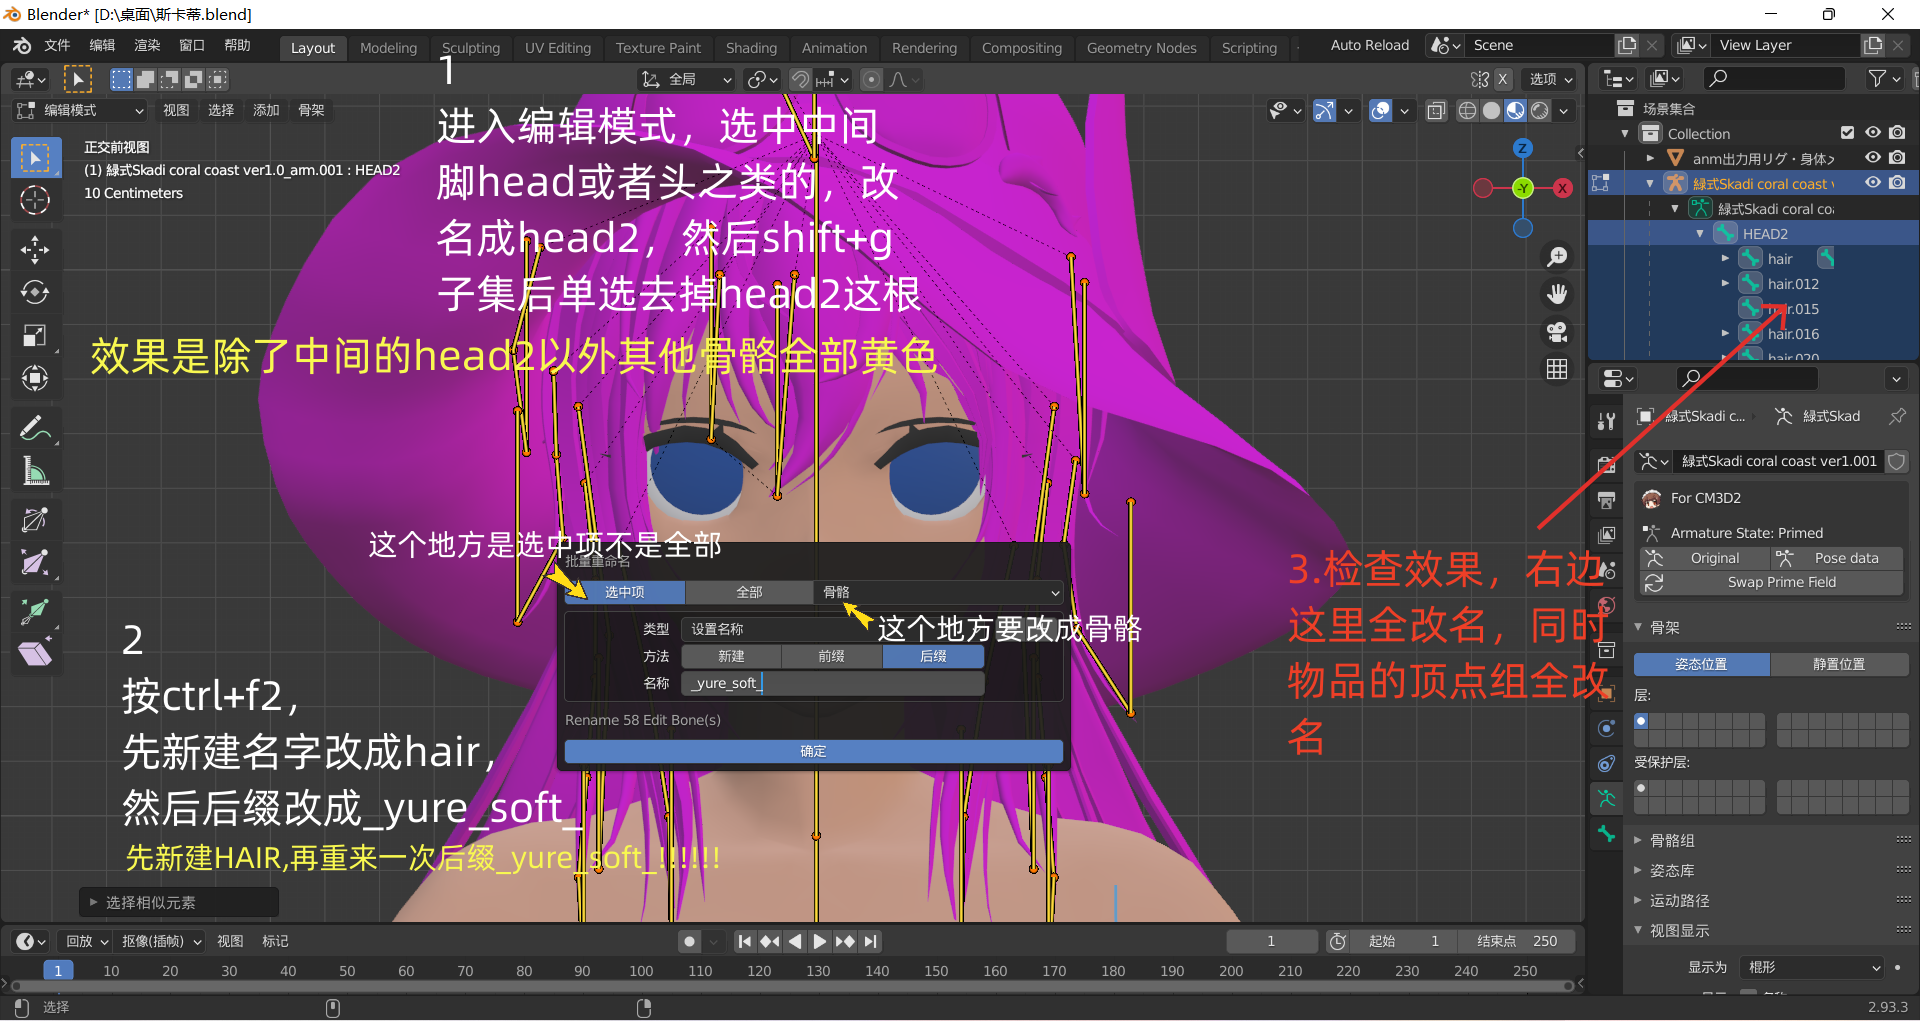 Blender* [D:\桌面\斯卡蒂.blend]
文件 编辑 渲染 窗口 帮助 Layout Modeling Sculpting UV Editing Texture Paint Shading Animation Rendering Compositing Geometry Nodes Scripting Auto Reload Scene View Layer
全局 X 选项
编辑模式 视图 选择 添加 骨架
正交前视图
(1) 緑式Skadi coral coast ver1.0_arm.001 : HEAD2
10 Centimeters
1
进入编辑模式，选中中间
脚head或者头之类的，改
名成head2，然后shift+g
子集后单选去掉head2这根
效果是除了中间的head2以外其他骨骼全部黄色
Z
-Y
X
这个地方是选中项不是全部
批量重命名
选中项 全部 骨骼
这个地方要改成骨骼
类型 设置名称
方法 新建 前缀 后缀
名称 _yure_soft_
Rename 58 Edit Bone(s)
确定
2
按ctrl+f2，
先新建名字改成hair，
然后后缀改成_yure_soft_
先新建HAIR,再重来一次后缀_yure_soft_!!!!!!
选择相似元素
3.检查效果，右边
这里全改名，同时
物品的顶点组全改
名
场景集合
Collection
anm出力用リグ・身体メ
緑式Skadi coral coast v
緑式Skadi coral coa
HEAD2
hair
hair.012
hair.015
hair.016
hair.020
緑式Skadi c... 緑式Skad
緑式Skadi coral coast ver1.001
For CM3D2
Armature State: Primed
Original Pose data
Swap Prime Field
骨架
姿态位置 静置位置
层:
受保护层:
骨骼组
姿态库
运动路径
视图显示
显示为 棍形
回放 抠像(插帧) 视图 标记 1 起始 1 结束点 250
1 10 20 30 40 50 60 70 80 90 100 110 120 130 140 150 160 170 180 190 200 210 220 230 240 250
选择 2.93.3